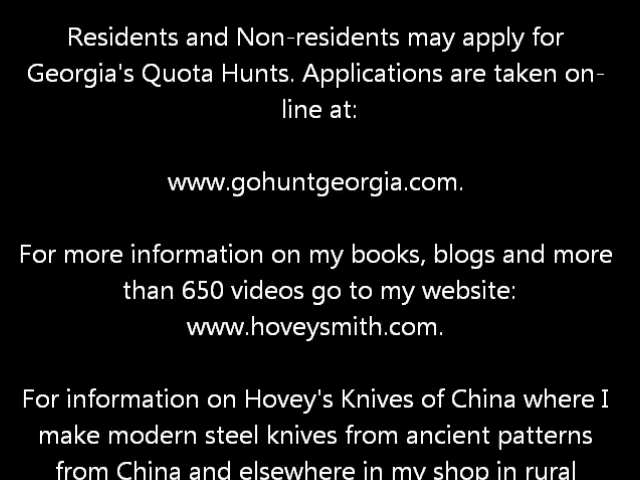 Residents and Non-residents may apply for
Georgia's Quota Hunts. Applications are taken on-
line at:
www.gohuntgeorgia.com.
For more information on my books, blogs and more
than 650 videos go to my website:
www.hoveysmith.com.
For information on Hovey's Knives of China where I
make modern steel knives from ancient patterns
from China and elsewhere in my shop in rural